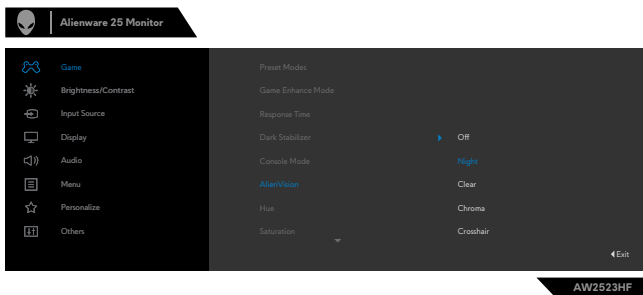 Alienware 25 Monitor
Game
Preset Modes
Brightness/Contrast
Game Enhance Mode
Input Source
Response Time
Display
Dark Stabilizer
Off
Audio
Console Mode
Night
Menu
AlienVision
Clear
Personalize
Hue
Chroma
Others
Saturation
Crosshair
Exit
AW2523HF